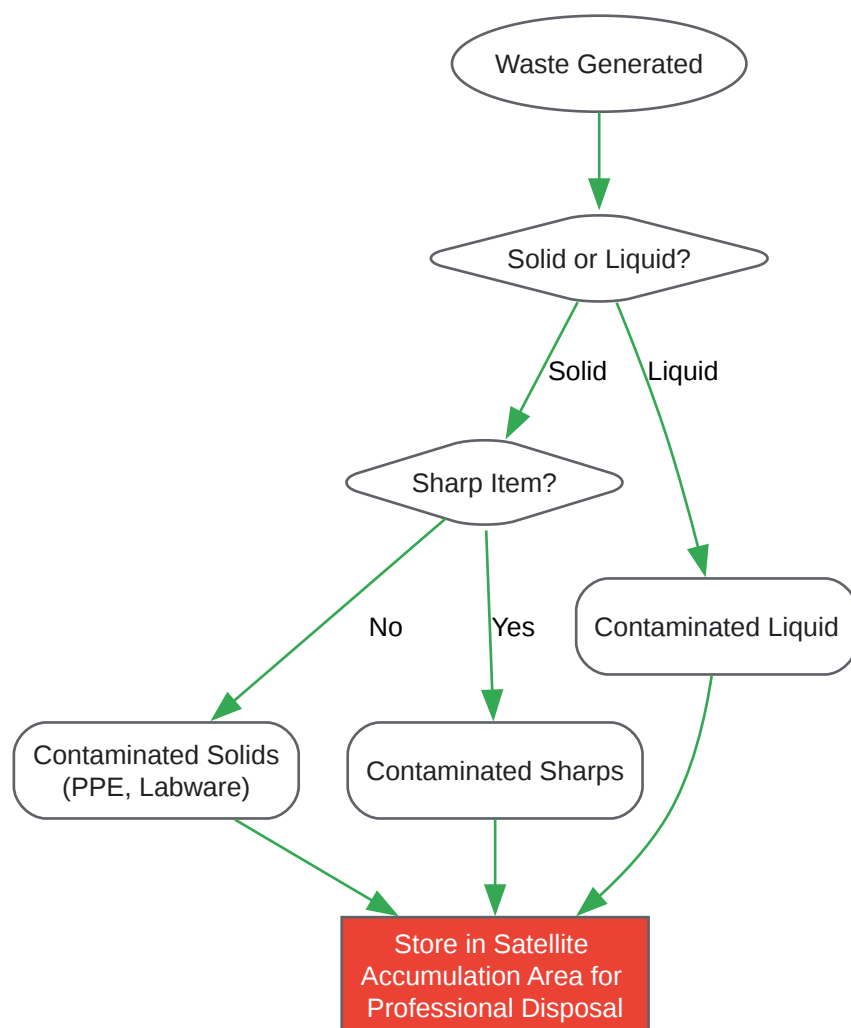 Waste Generated
Solid or Liquid?
Solid
Liquid
Sharp Item?
No
Yes
Contaminated Liquid
Contaminated Solids
(PPE, Labware)
Contaminated Sharps
Store in Satellite
Accumulation Area for
Professional Disposal